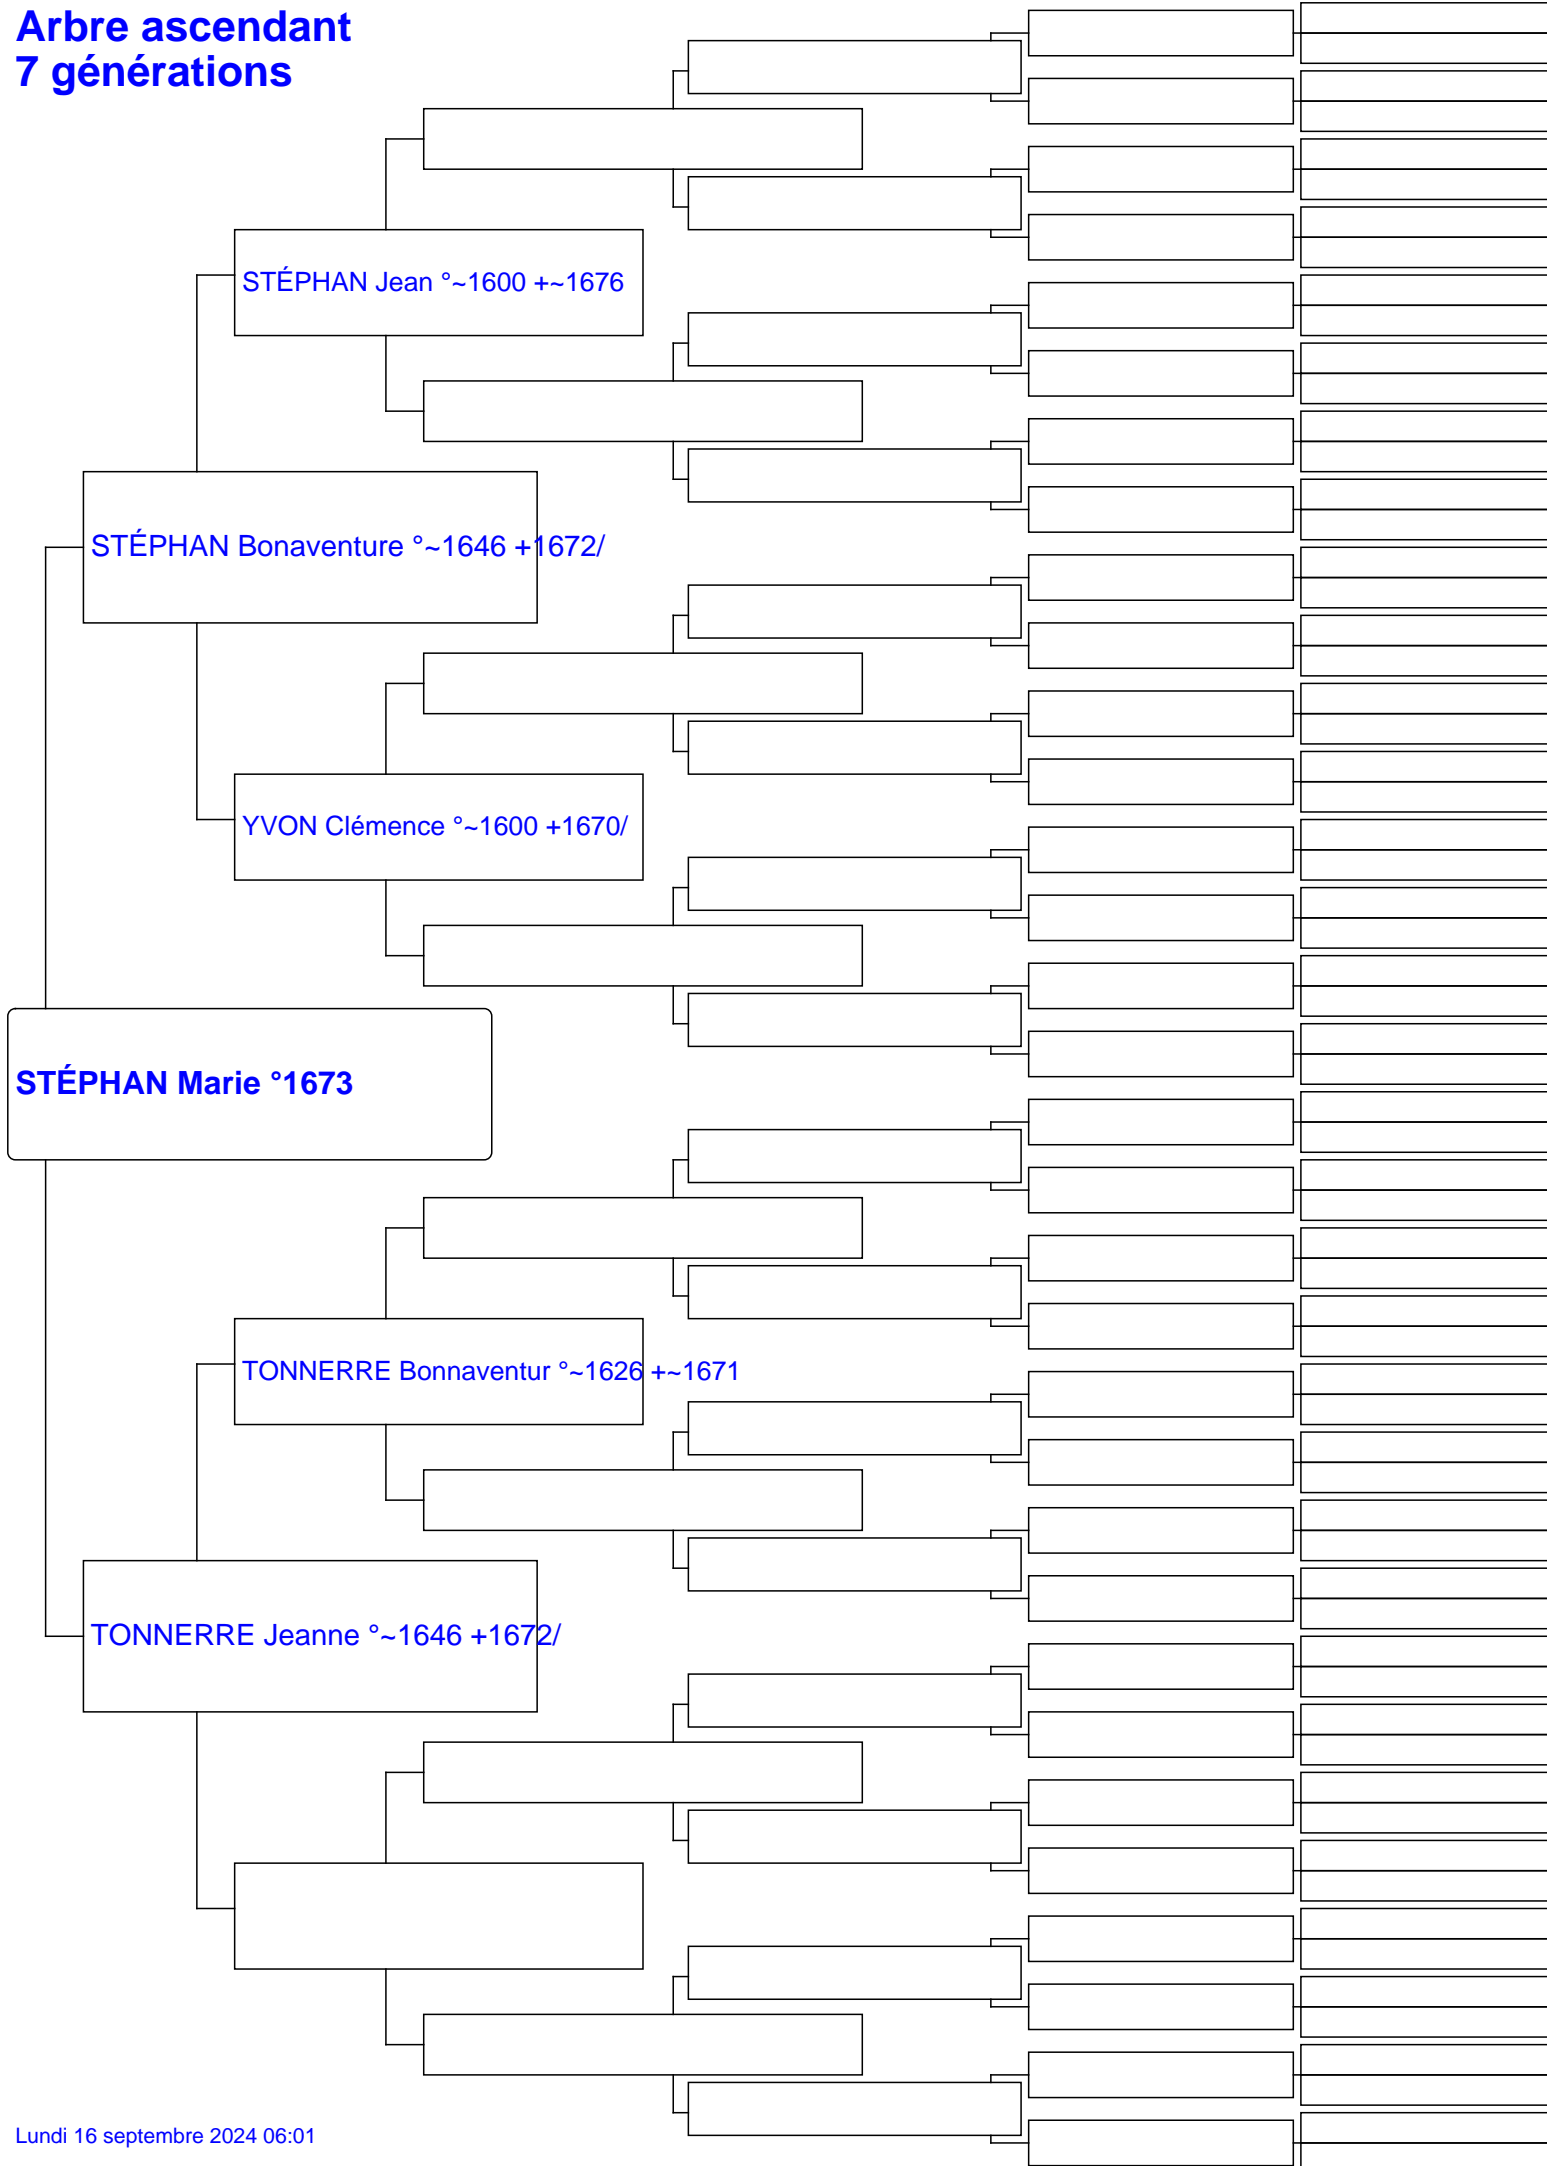 Arbre ascendant
7 générations
STÉPHAN Jean °~1600 +~1676
STÉPHAN Bonaventure °~1646 +1672/
YVON Clémence °~1600 +1670/
STÉPHAN Marie °1673
TONNERRE Bonnaventur °~1626 +~1671
TONNERRE Jeanne °~1646 +1672/
Lundi 16 septembre 2024 06:01